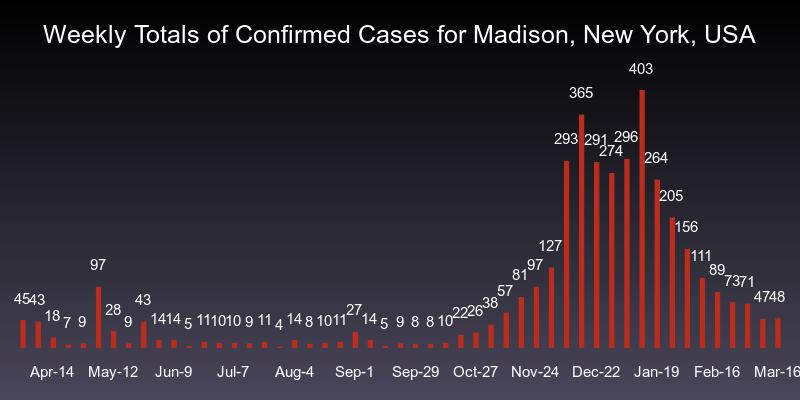 Weekly Totals of Confirmed Cases for Madison, New York, USA
45 43 18 7 9 97 28 9 43 14 14 5 11 10 10 9 11 4 14 8 10 11 27 14 5 9 8 8 10 22 26 38 57 81 97 127 293 365 291 274 296 403 264 205 156 111 89 73 71 47 48
Apr-14 May-12 Jun-9 Jul-7 Aug-4 Sep-1 Sep-29 Oct-27 Nov-24 Dec-22 Jan-19 Feb-16 Mar-16